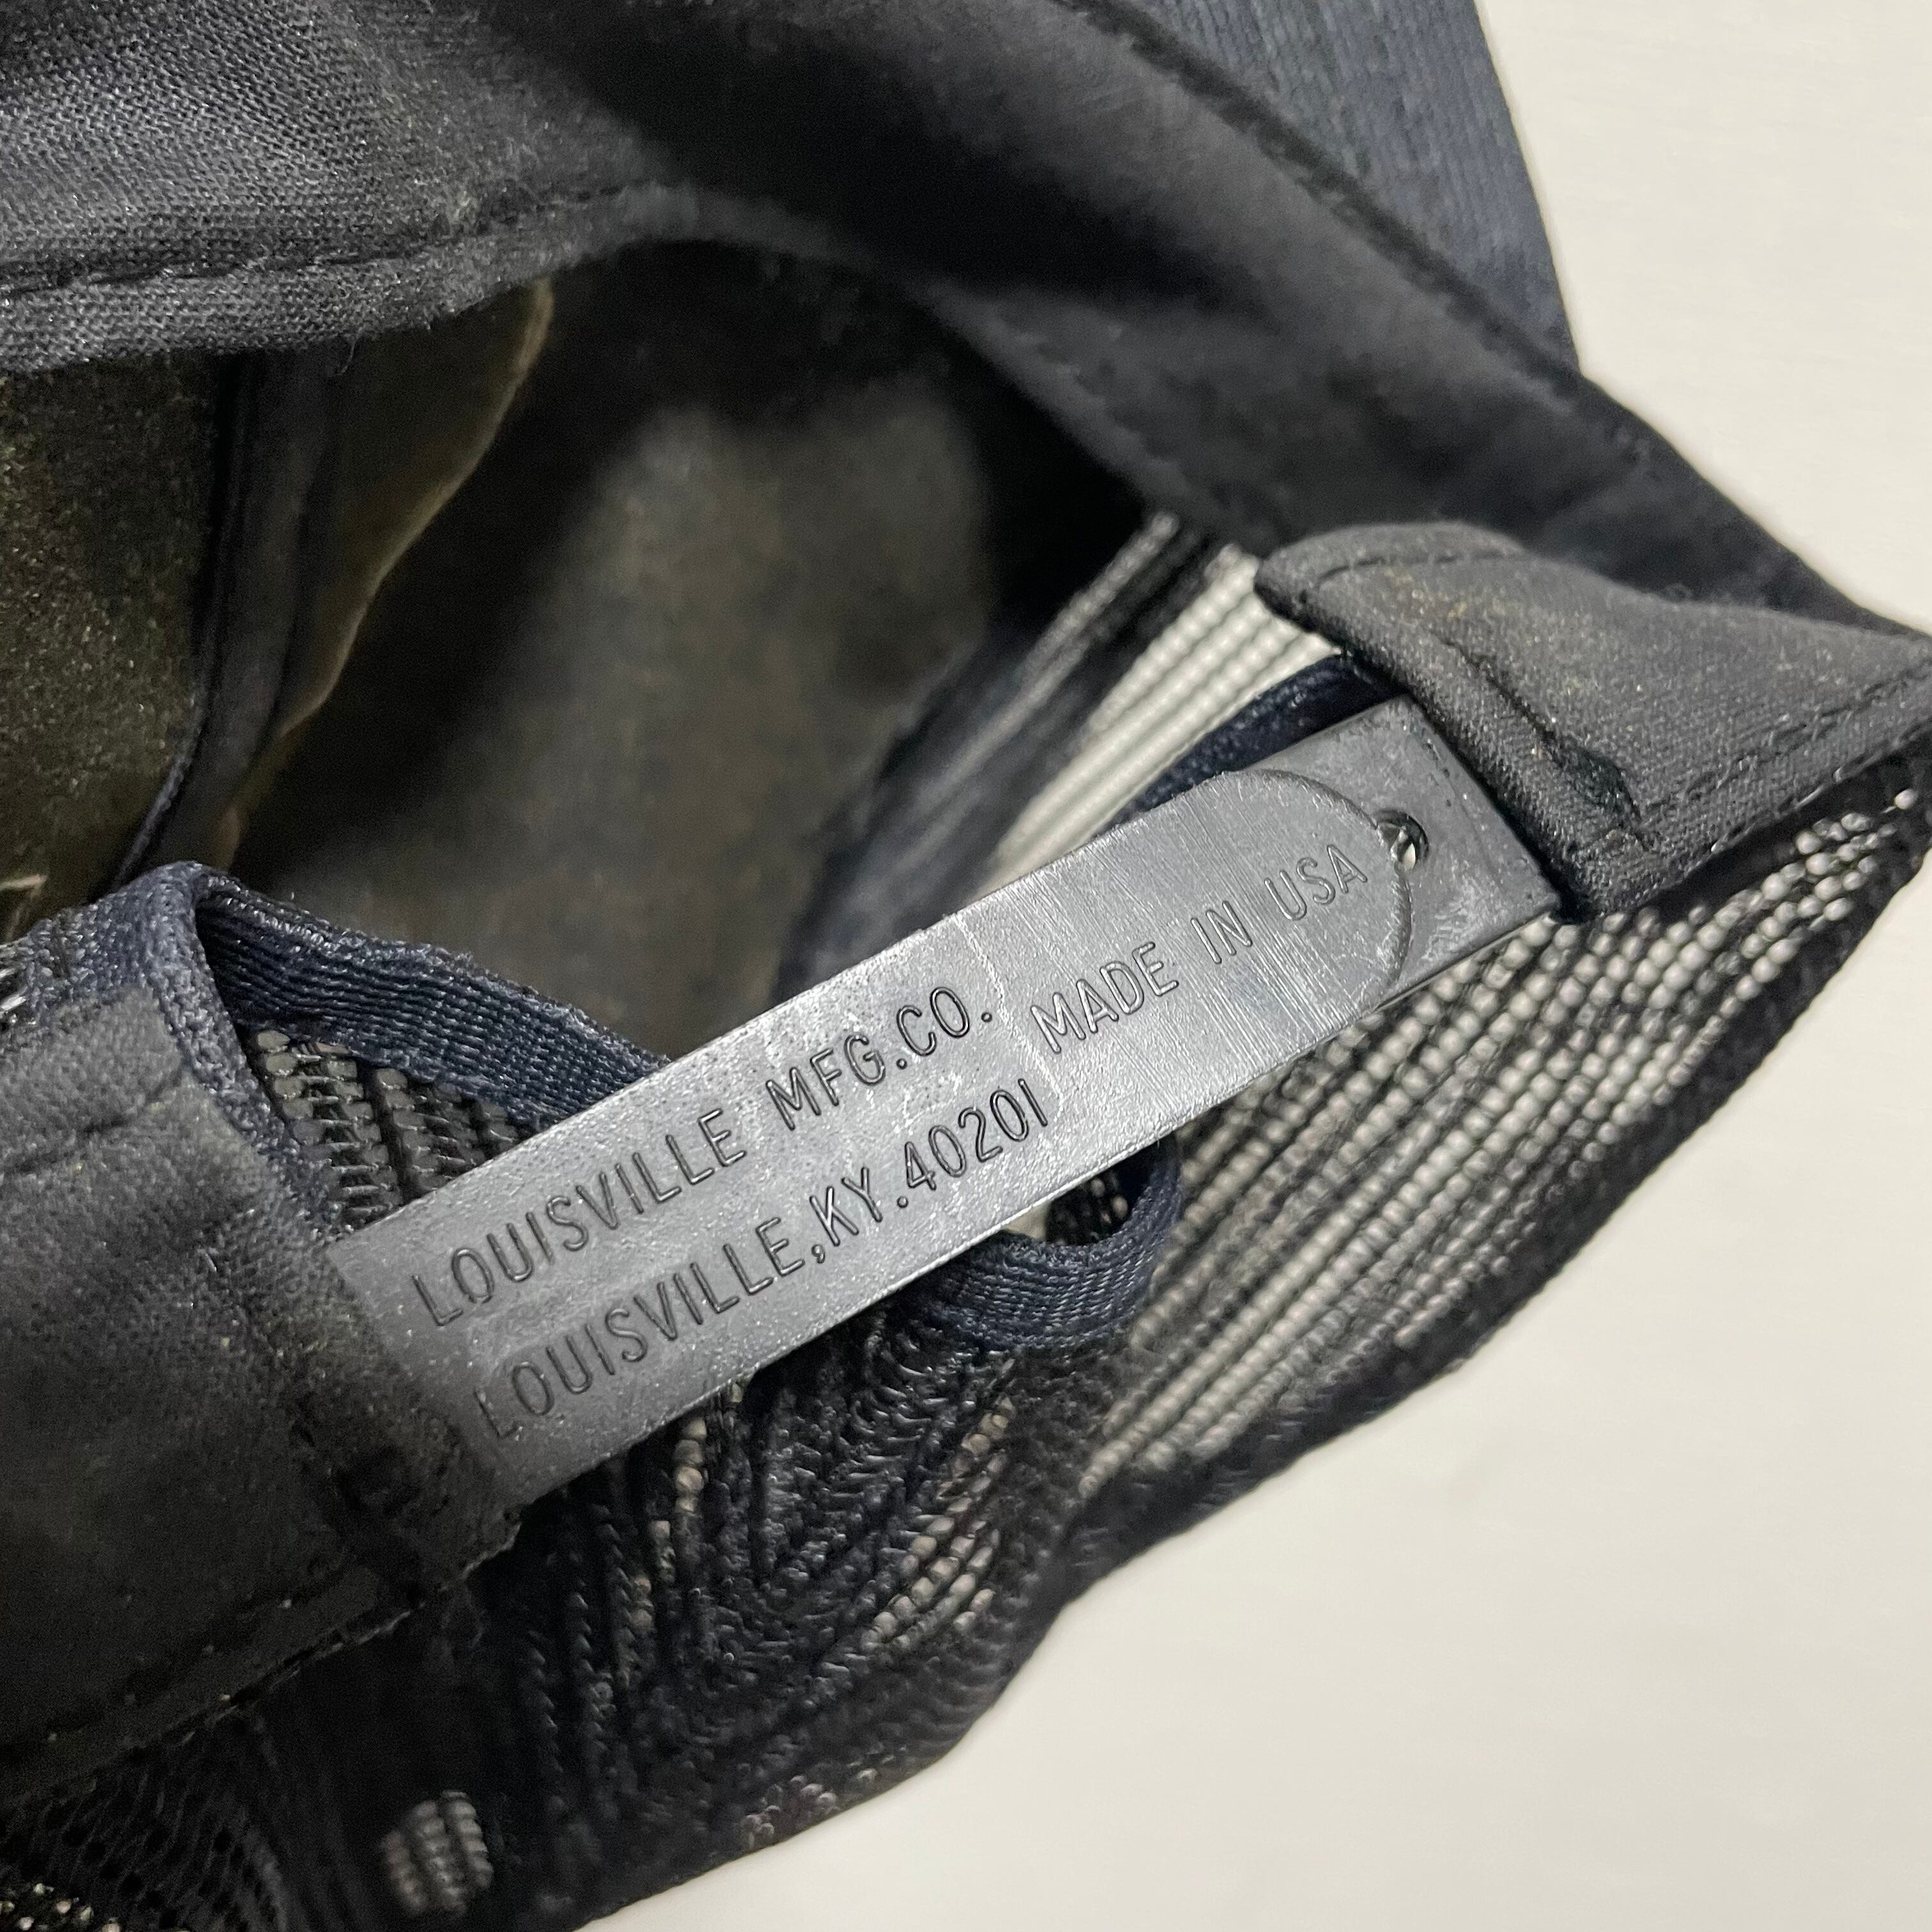 LOUISVILLE MFG.CO. MADE IN USA
LOUISVILLE,KY.40201